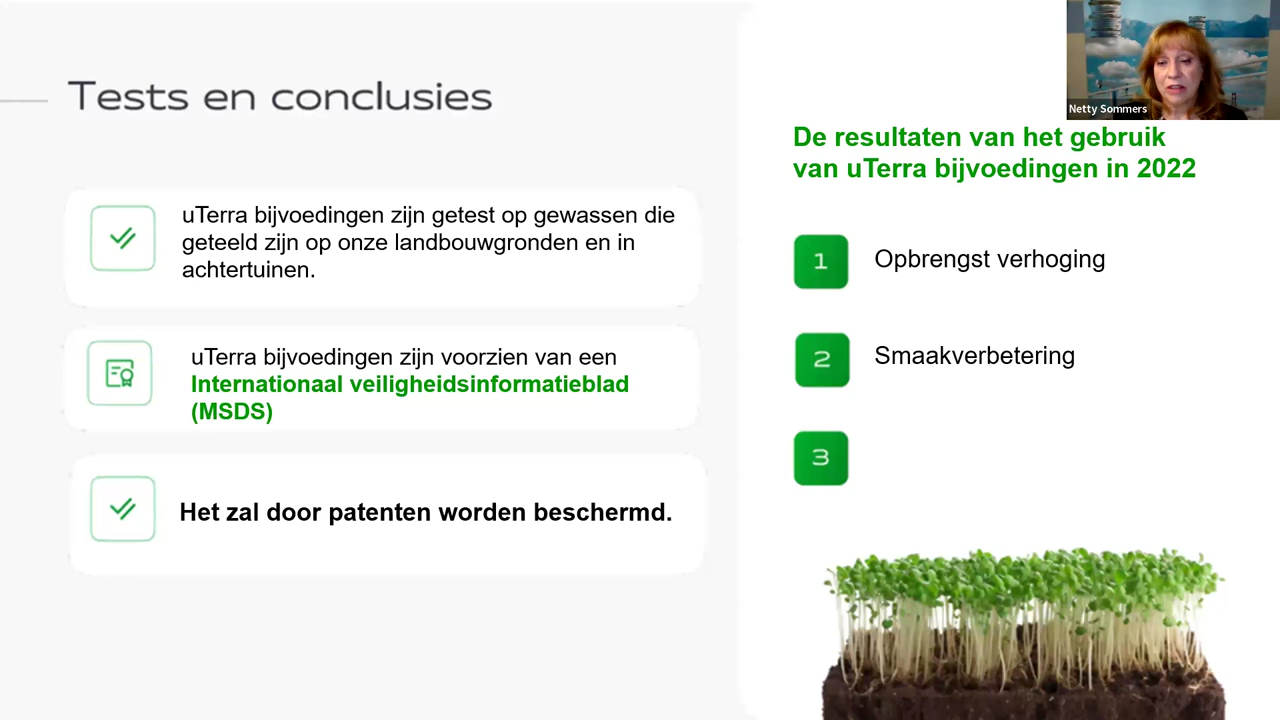 Tests en conclusies
uTerra bijvoedingen zijn getest op gewassen die
geteeld zijn op onze landbouwgronden en in
achtertuinen.
uTerra bijvoedingen zijn voorzien van een
Internationaal veiligheidsinformatieblad
(MSDS)
Het zal door patenten worden beschermd.
Netty Sommers
De resultaten van het gebruik
van uTerra bijvoedingen in 2022
1 Opbrengst verhoging
2 Smaakverbetering
3